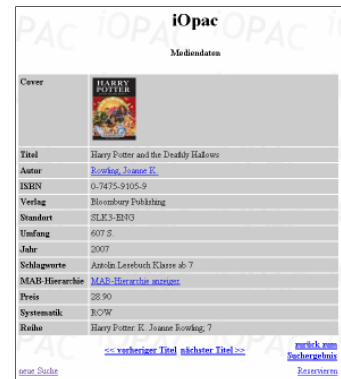 iOpac
Mediendaten
Cover
HARRY
POTTER
Titel Harry Potter and the Deathly Hallows
Autor Rowling, Joanne K.
ISBN 0-7475-9105-9
Verlag Bloombury Publishing
Standort SLK3-ENG
Umfang 607 S.
Jahr 2007
Schlagworte Antolin Lesebuch Klasse ab 7
MAB-Hierarchie MAB-Hierarchie anzeigen
Preis 28.90
Systematik ROW
Reihe Harry Potter. K. Joanne Rowling; 7
<< vorheriger Titel nächster Titel >> zurück zum
Suchergebnis
neue Suche Reservieren